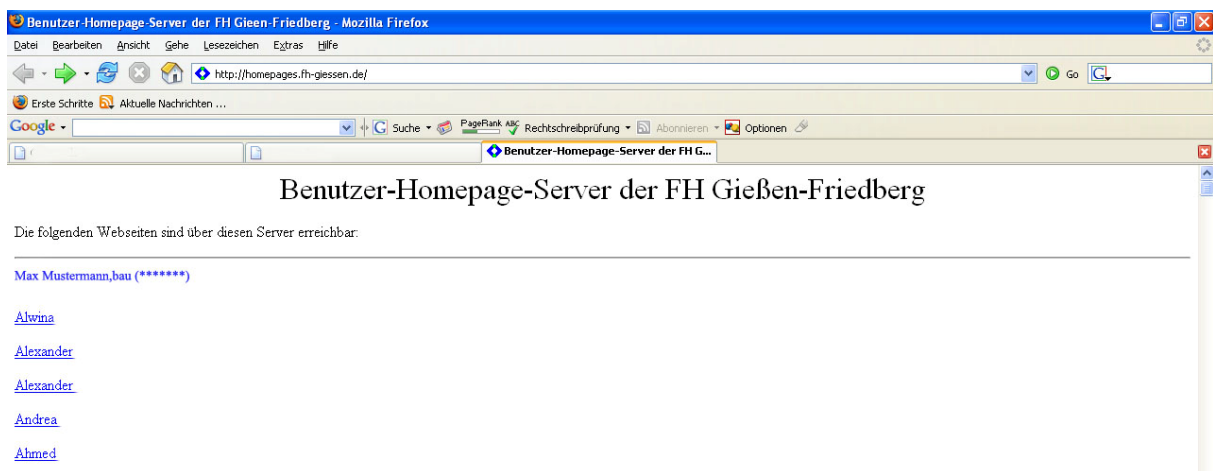 Benutzer-Homepage-Server der FH Gieen-Friedberg - Mozilla Firefox
Datei Bearbeiten Ansicht Gehe Lesezeichen Extras Hilfe
http://homepages.fh-giessen.de/ Go G
Erste Schritte Aktuelle Nachrichten ...
Google G Suche PageRank ABC Rechtschreibprüfung Abonnieren Optionen
Benutzer-Homepage-Server der FH G...
Benutzer-Homepage-Server der FH Gießen-Friedberg
Die folgenden Webseiten sind über diesen Server erreichbar:
Max Mustermann,bau (*******)
Alwina
Alexander
Alexander
Andrea
Ahmed